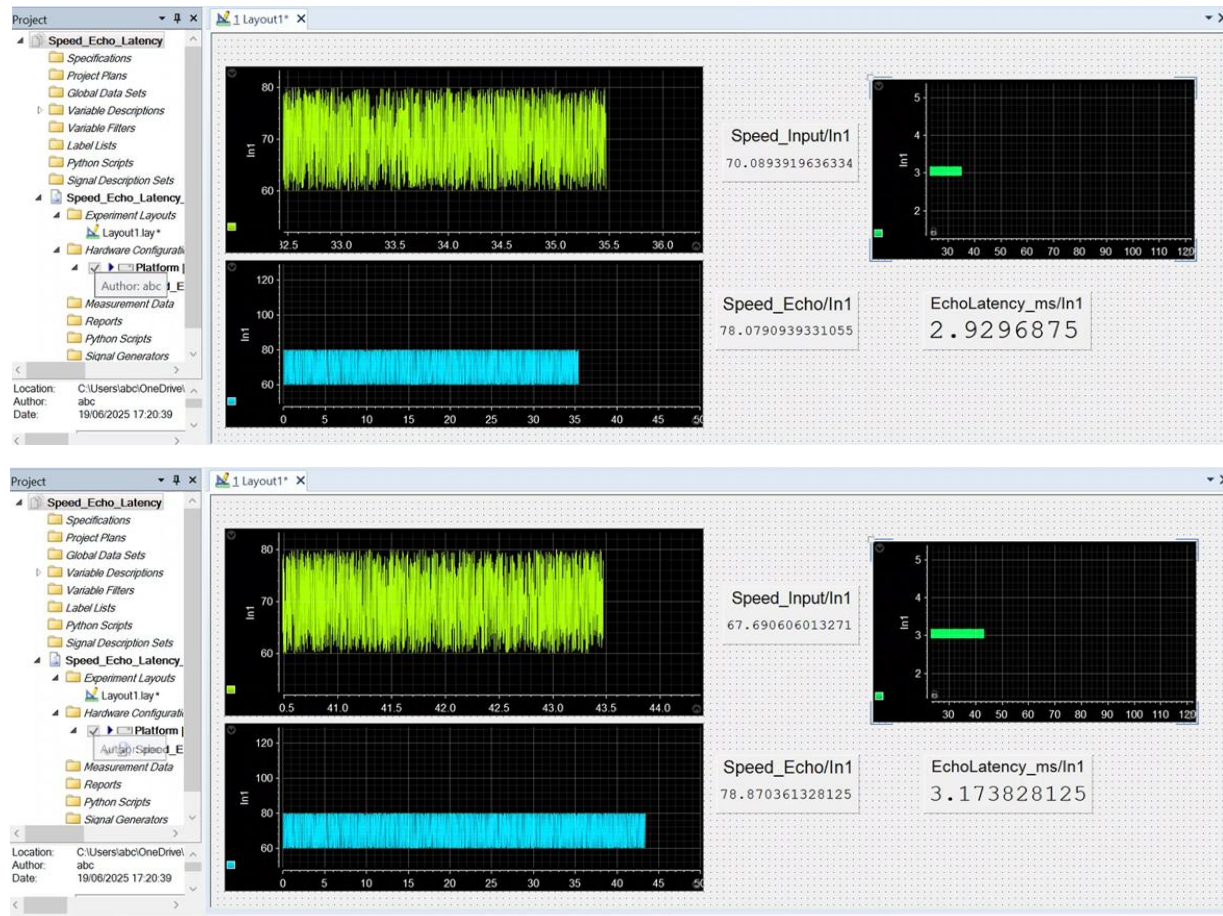 Project
1 Layout1*
Speed_Echo_Latency
Specifications
Project Plans
Global Data Sets
Variable Descriptions
Variable Filters
Label Lists
Python Scripts
Signal Description Sets
Speed_Echo_Latency_
Experiment Layouts
Layout1.lay*
Hardware Configurati
Platform [
Author: abc
l_E
Measurement Data
Reports
Python Scripts
Signal Generators
Location: C:\Users\abc\OneDrive\
Author: abc
Date: 19/06/2025 17:20:39
80
70
60
In1
32.5 33.0 33.5 34.0 34.5 35.0 35.5 36.0
Speed_Input/In1
70.0893919636334
5
4
3
2
In1
30 40 50 60 70 80 90 100 110 120
120
100
80
60
In1
0 5 10 15 20 25 30 35 40 45 50
Speed_Echo/In1
78.0790939331055
EchoLatency_ms/In1
2.9296875
Project
1 Layout1*
Speed_Echo_Latency
Specifications
Project Plans
Global Data Sets
Variable Descriptions
Variable Filters
Label Lists
Python Scripts
Signal Description Sets
Speed_Echo_Latency_
Experiment Layouts
Layout1.lay*
Hardware Configurati
Platform [
d_E
Measurement Data
Reports
Python Scripts
Signal Generators
Location: C:\Users\abc\OneDrive\
Author: abc
Date: 19/06/2025 17:20:39
80
70
60
In1
0.5 41.0 41.5 42.0 42.5 43.0 43.5 44.0
Speed_Input/In1
67.690606013271
5
4
3
2
In1
30 40 50 60 70 80 90 100 110 120
120
100
80
60
In1
0 5 10 15 20 25 30 35 40 45 50
Speed_Echo/In1
78.870361328125
EchoLatency_ms/In1
3.173828125